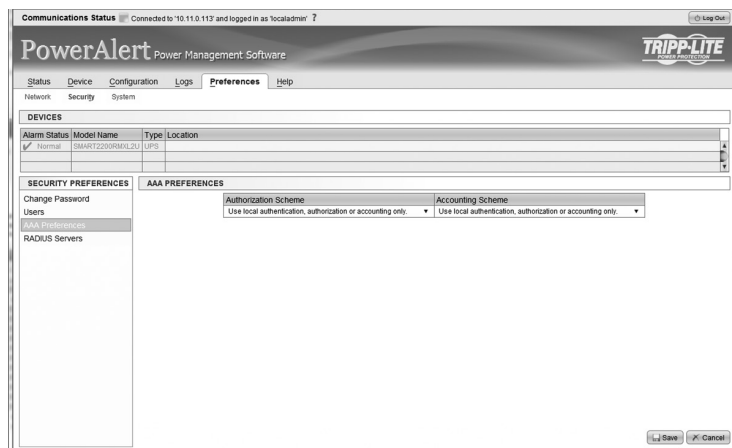 Communications Status Connected to '10.11.0.113' and logged in as 'localadmin' ? Log Out
PowerAlert Power Management Software TRIPP·LITE
POWER PROTECTION
Status Device Configuration Logs Preferences Help
Network Security System
DEVICES
Alarm Status Model Name Type Location
Normal SMART2200RMXL2U UPS
SECURITY PREFERENCES AAA PREFERENCES
Change Password Authorization Scheme Accounting Scheme
Users Use local authentication, authorization or accounting only. Use local authentication, authorization or accounting only.
AAA Preferences
RADIUS Servers
Save Cancel